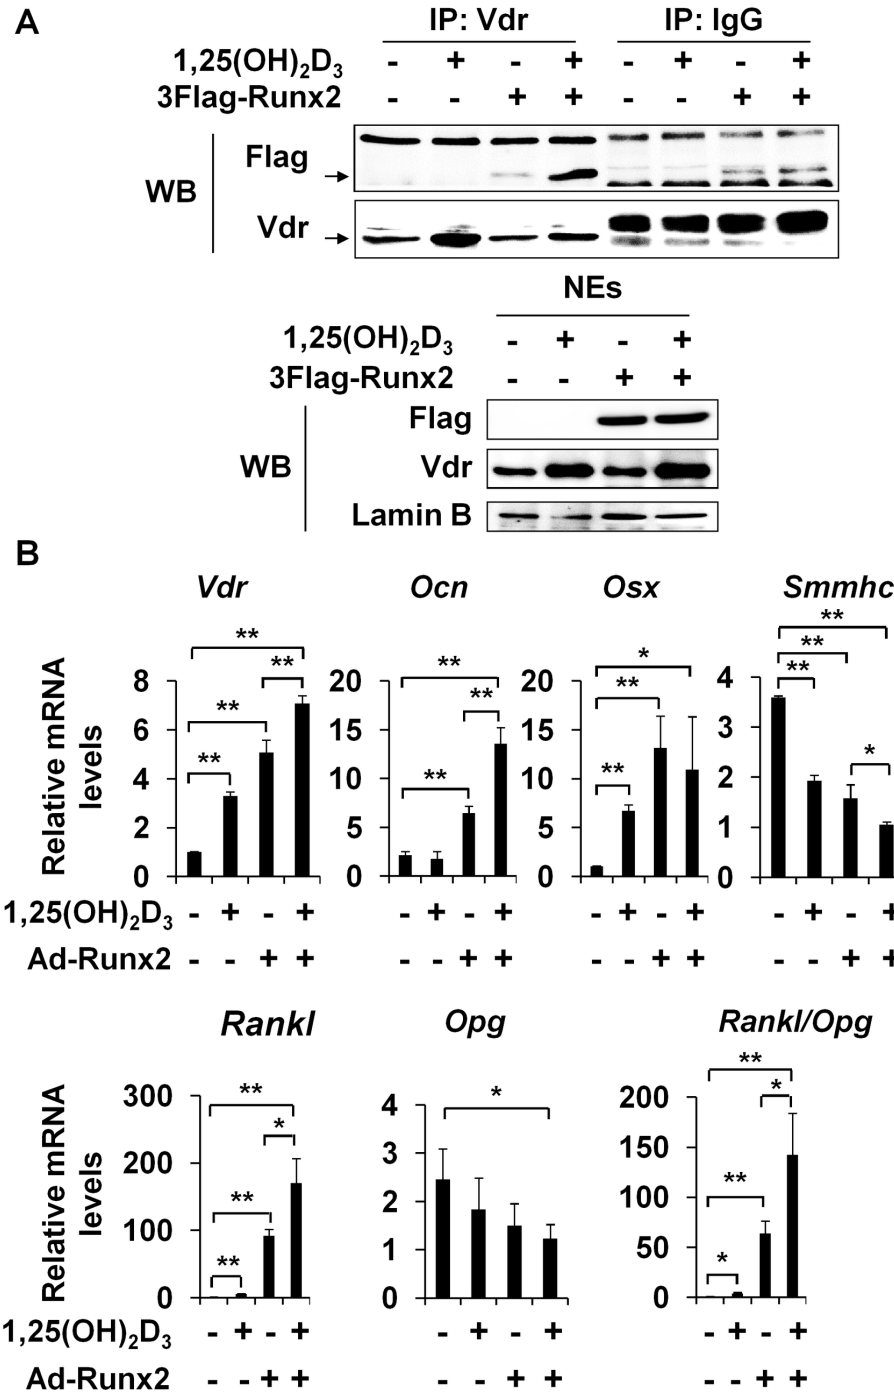 A
IP: Vdr IP: IgG
1,25(OH)₂D₃ - + - + - + - +
3Flag-Runx2 - - + + - - + +
Flag
WB
Vdr
NEs
1,25(OH)₂D₃ - + - +
3Flag-Runx2 - - + +
Flag
WB Vdr
Lamin B
B
Vdr Ocn Osx Smmhc
Relative mRNA levels
8 6 4 2 0
** ** ** **
20 15 10 5 0
** ** **
20 15 10 5 0
** ** *
4 3 2 1 0
** ** ** *
1,25(OH)₂D₃ - + - + - + - + - + - + - + - +
Ad-Runx2 - - + + - - + + - - + + - - + +
Rankl Opg Rankl/Opg
Relative mRNA levels
300 200 100 0
** ** ** *
4 3 2 1 0
*
200 150 100 50 0
** * ** *
1,25(OH)₂D₃ - + - + - + - + - + - +
Ad-Runx2 - - + + - - + + - - + +